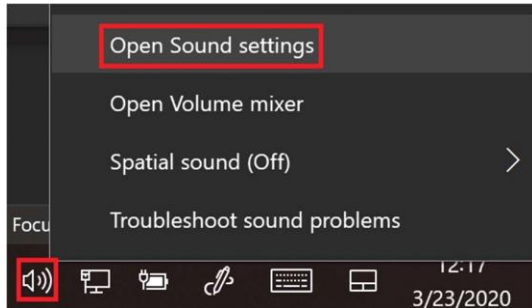 Open Sound settings
Open Volume mixer
Spatial sound (Off)
Troubleshoot sound problems
Focu
12:17
3/23/2020